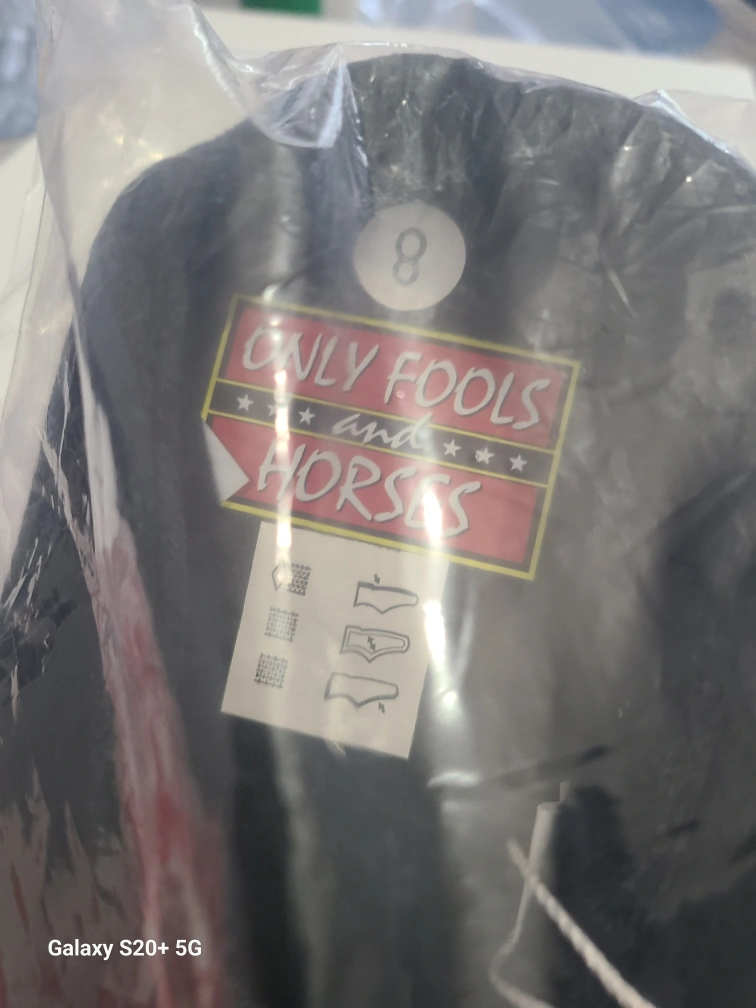 8
ONLY FOOLS
and
HORSES
Galaxy S20+ 5G